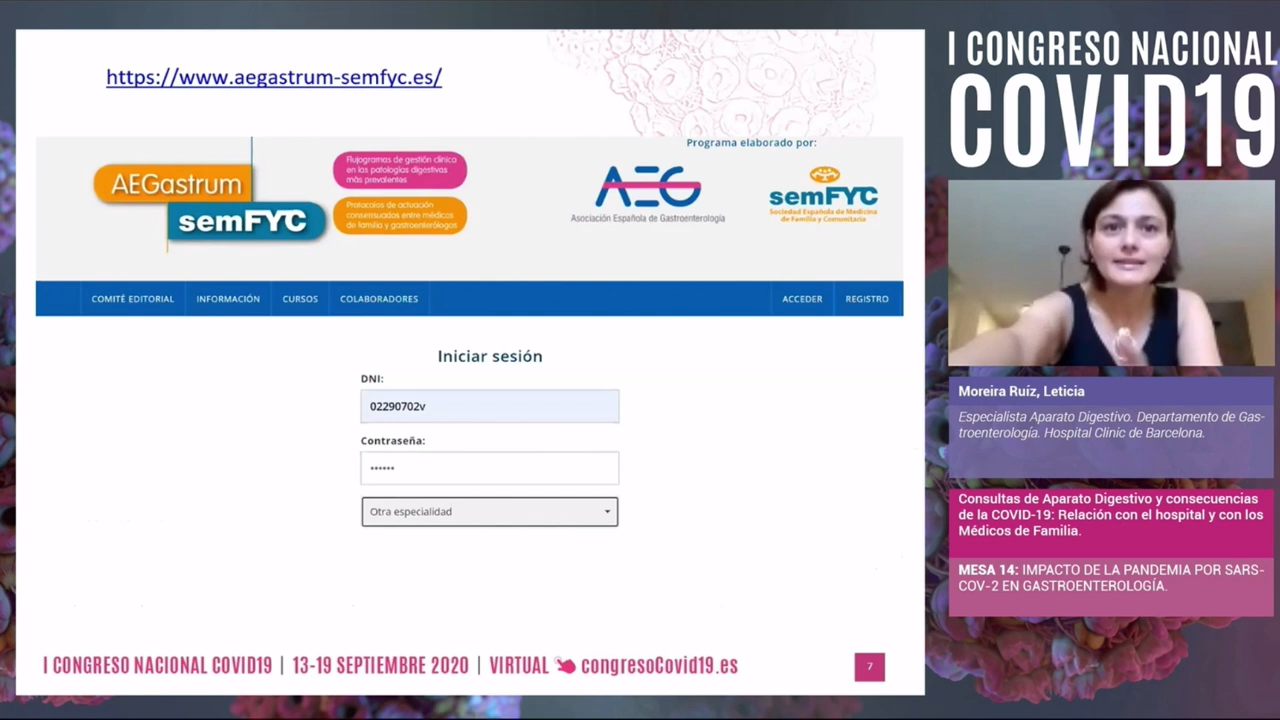 https://www.aegastrum-semfyc.es/
Programa elaborado por:
AEGastrum
semFYC
Flujogramas de gestión clínica
en las patologías digestivas
más prevalentes
Protocolos de actuación
consensuados entre médicos
de familia y gastroenterólogos
AEG
Asociación Española de Gastroenterología
semFYC
Sociedad Española de Medicina
de Familia y Comunitaria
COMITÉ EDITORIAL INFORMACIÓN CURSOS COLABORADORES ACCEDER REGISTRO
Iniciar sesión
DNI:
02290702v
Contraseña:
••••••
Otra especialidad
I CONGRESO NACIONAL COVID19 | 13-19 SEPTIEMBRE 2020 | VIRTUAL congresoCovid19.es
7
I CONGRESO NACIONAL
COVID19
Moreira Ruíz, Leticia
Especialista Aparato Digestivo. Departamento de Gas-
troenterología. Hospital Clinic de Barcelona.
Consultas de Aparato Digestivo y consecuencias
de la COVID-19: Relación con el hospital y con los
Médicos de Familia.
MESA 14: IMPACTO DE LA PANDEMIA POR SARS-
COV-2 EN GASTROENTEROLOGÍA.